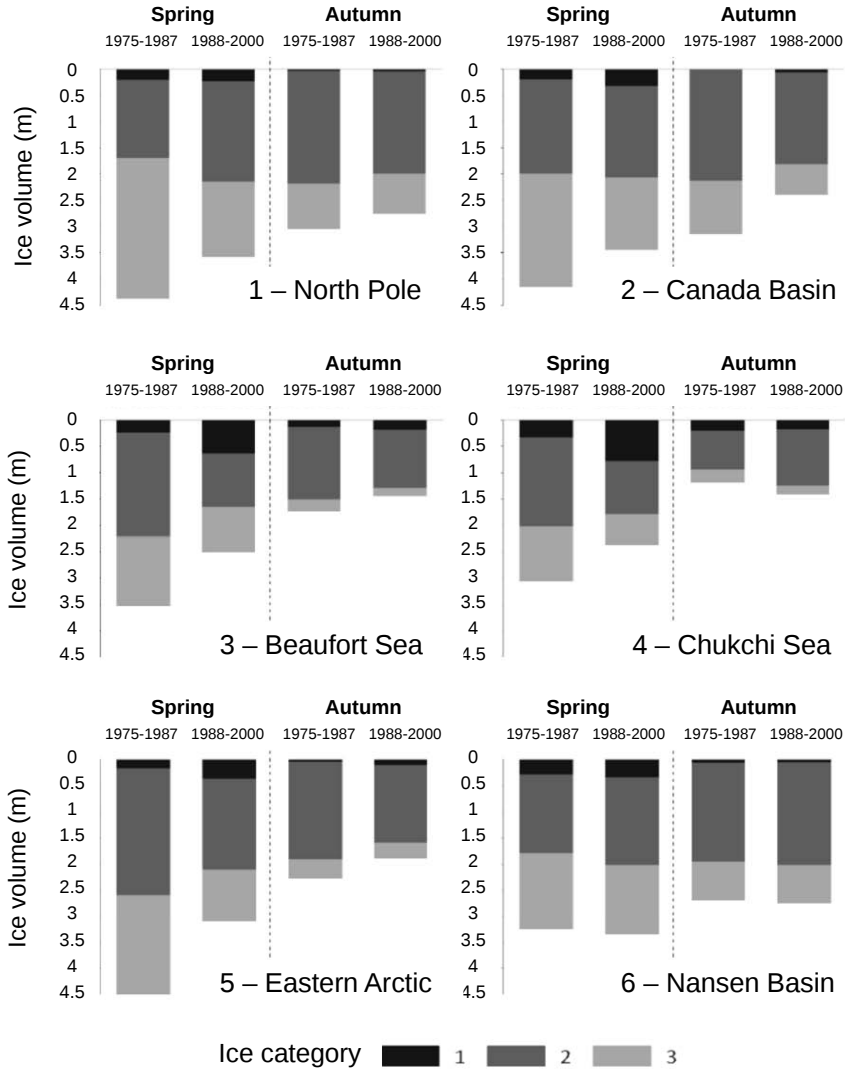 Spring Autumn Spring Autumn
1975-1987 1988-2000 1975-1987 1988-2000 1975-1987 1988-2000 1975-1987 1988-2000
Ice volume (m)
0 0
0.5 0.5
1 1
1.5 1.5
2 2
2.5 2.5
3 3
3.5 3.5
4 4
4.5 4.5
1 – North Pole 2 – Canada Basin
Spring Autumn Spring Autumn
1975-1987 1988-2000 1975-1987 1988-2000 1975-1987 1988-2000 1975-1987 1988-2000
Ice volume (m)
0 0
0.5 0.5
1 1
1.5 1.5
2 2
2.5 2.5
3 3
3.5 3.5
4 4
4.5 4.5
3 – Beaufort Sea 4 – Chukchi Sea
Spring Autumn Spring Autumn
1975-1987 1988-2000 1975-1987 1988-2000 1975-1987 1988-2000 1975-1987 1988-2000
Ice volume (m)
0 0
0.5 0.5
1 1
1.5 1.5
2 2
2.5 2.5
3 3
3.5 3.5
4 4
4.5 4.5
5 – Eastern Arctic 6 – Nansen Basin
Ice category 1 2 3